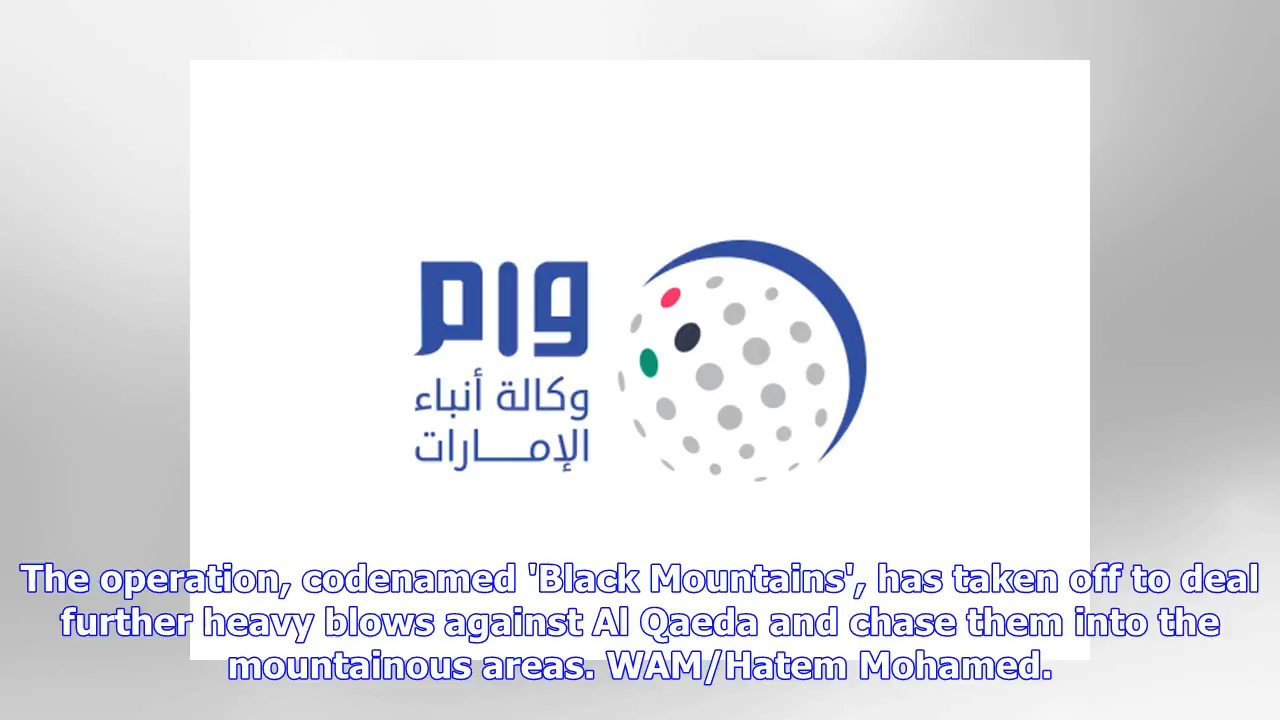 وام
وكالة أنباء
الإمارات
The operation, codenamed 'Black Mountains', has taken off to deal
further heavy blows against Al Qaeda and chase them into the
mountainous areas. WAM/Hatem Mohamed.